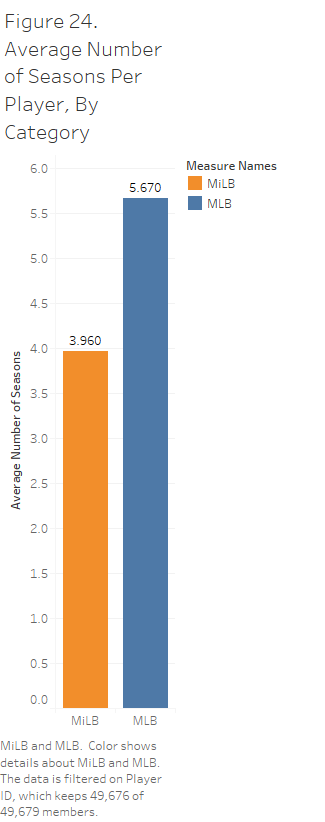 Figure 24.
Average Number
of Seasons Per
Player, By
Category
Measure Names
MiLB
MLB
6.0
5.670
5.5
5.0
4.5
4.0
3.960
3.5
3.0
2.5
2.0
1.5
1.0
0.5
0.0
Average Number of Seasons
MiLB
MLB
MiLB and MLB.  Color shows
details about MiLB and MLB.
The data is filtered on Player
ID, which keeps 49,676 of
49,679 members.